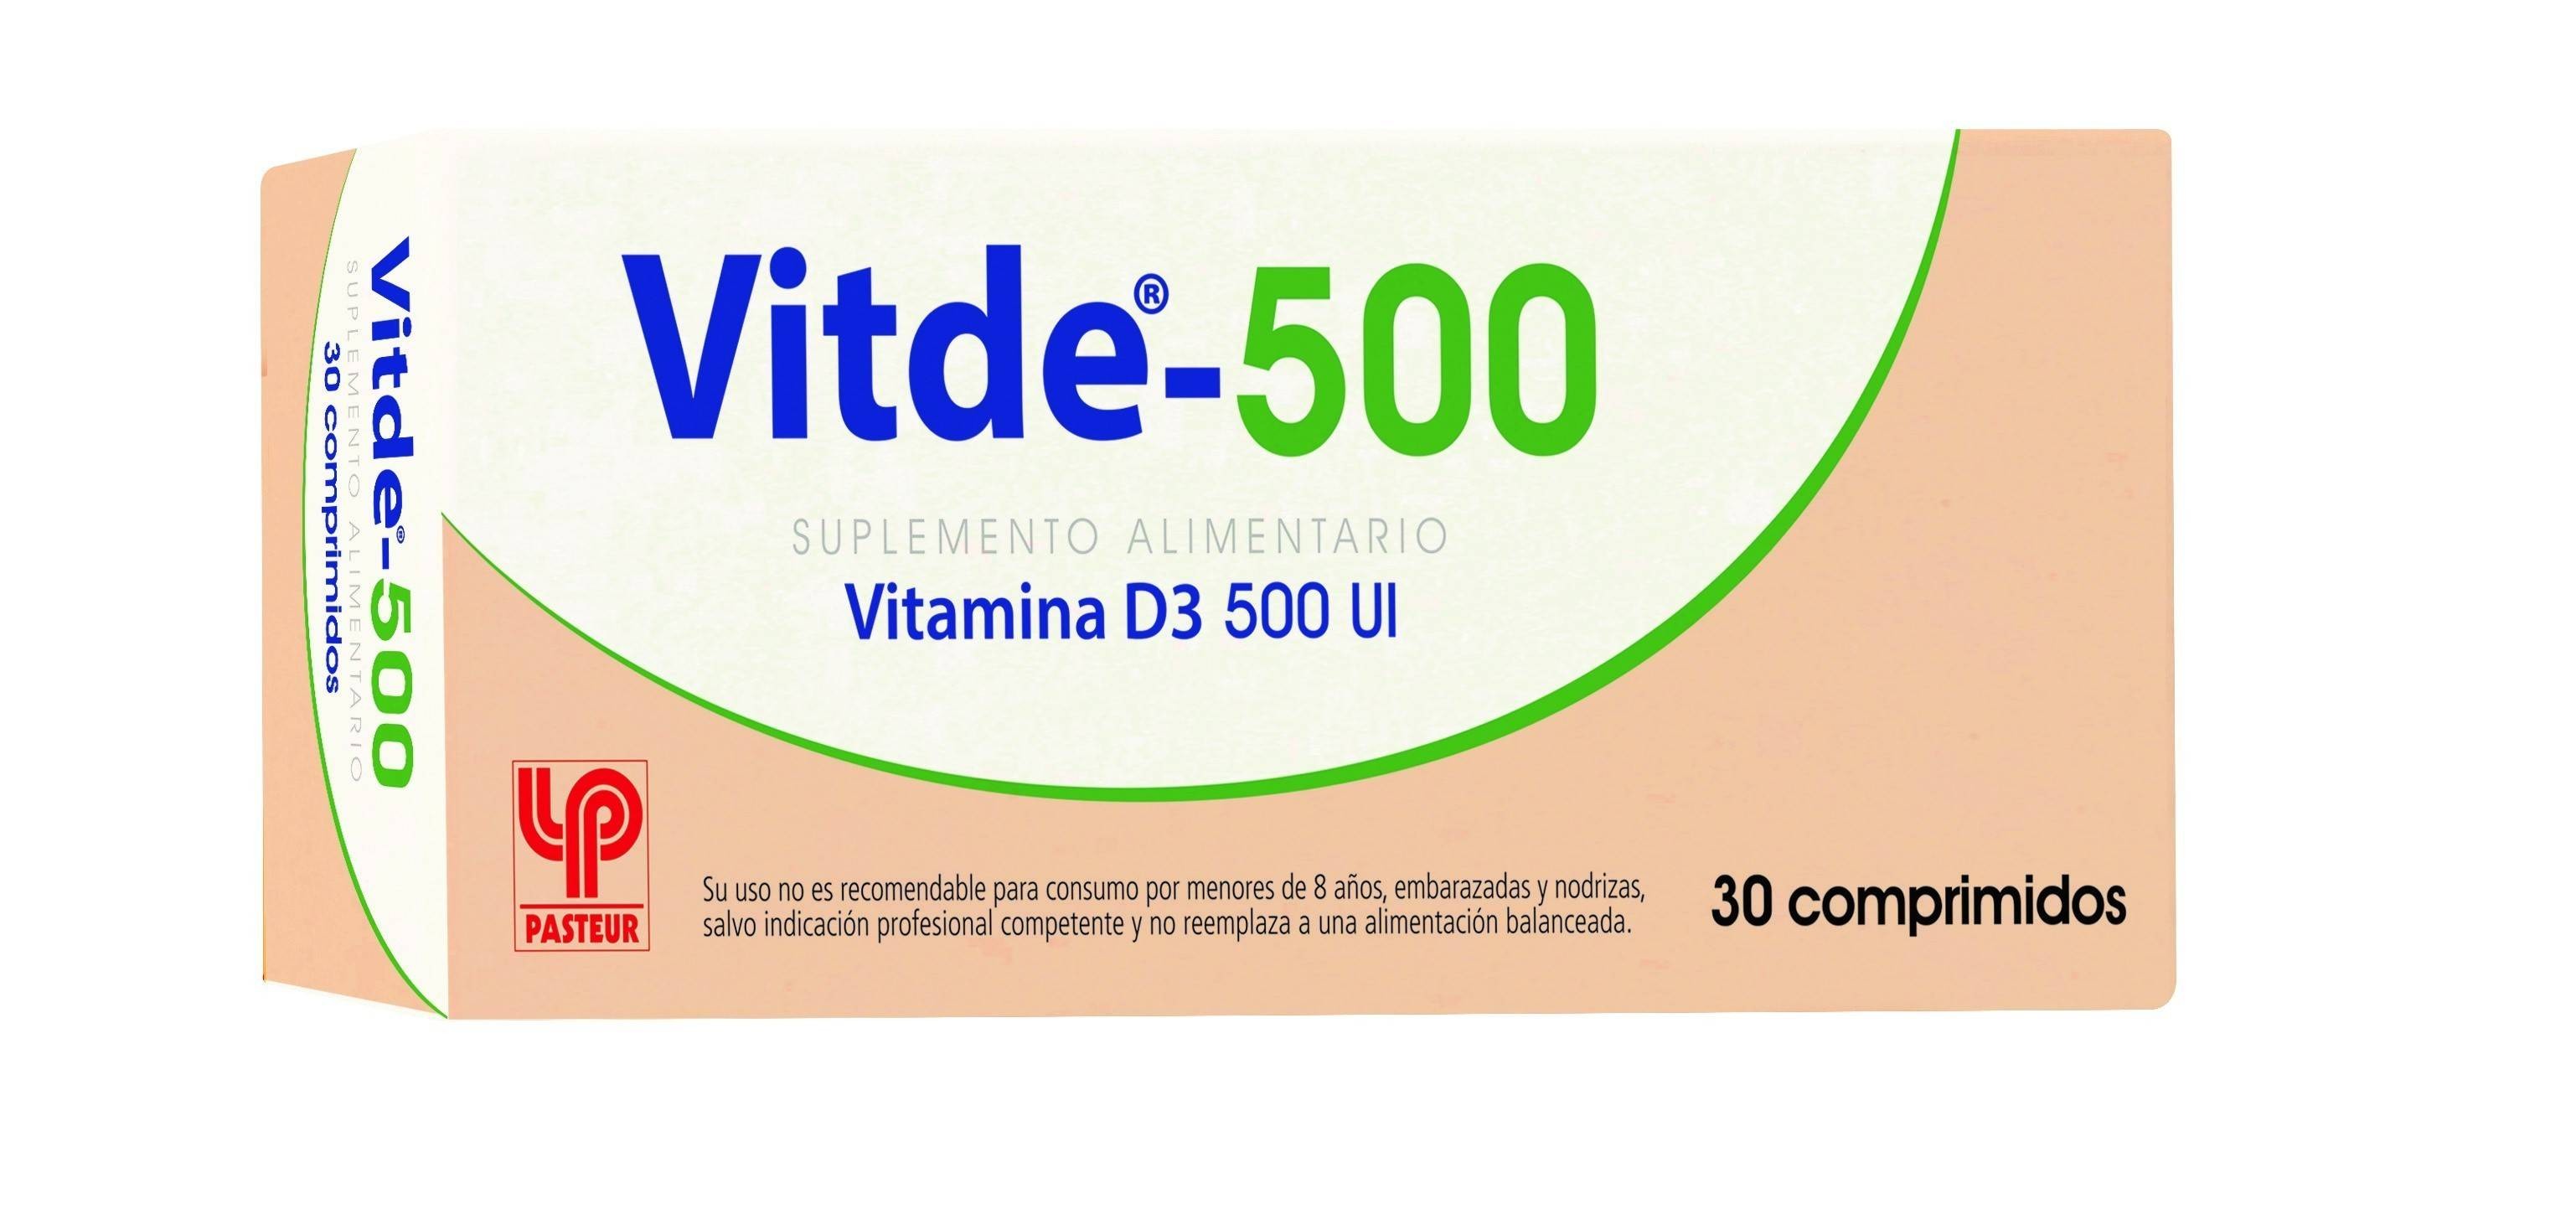 Vitde®-500
SUPLEMENTO ALIMENTARIO
30 comprimidos
Vitde®-500
SUPLEMENTO ALIMENTARIO
Vitamina D3 500 UI
LP
PASTEUR
Su uso no es recomendable para consumo por menores de 8 años, embarazadas y nodrizas,
salvo indicación profesional competente y no reemplaza a una alimentación balanceada.
30 comprimidos